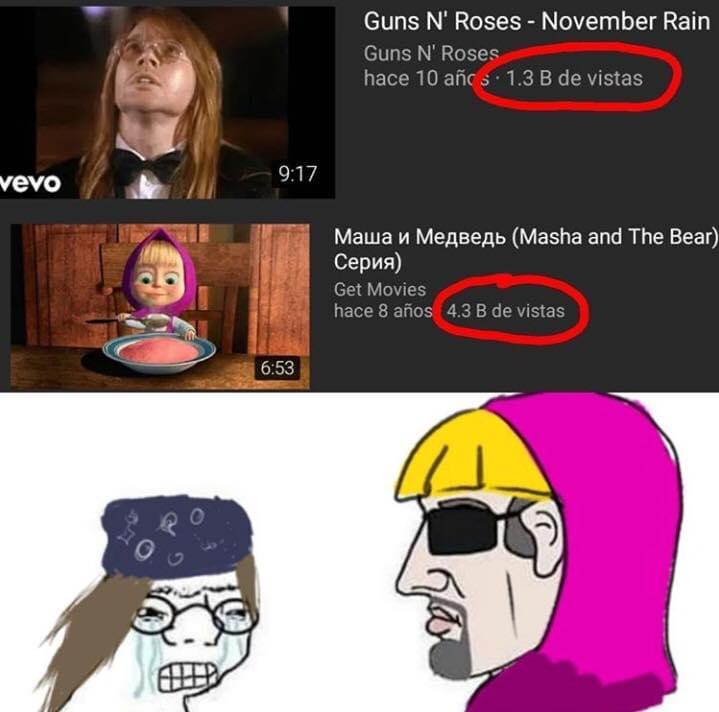 Guns N' Roses - November Rain
Guns N' Roses
hace 10 años · 1.3 B de vistas
9:17
vevo
Маша и Медведь (Masha and The Bear)
Серия)
Get Movies
hace 8 años · 4.3 B de vistas
6:53